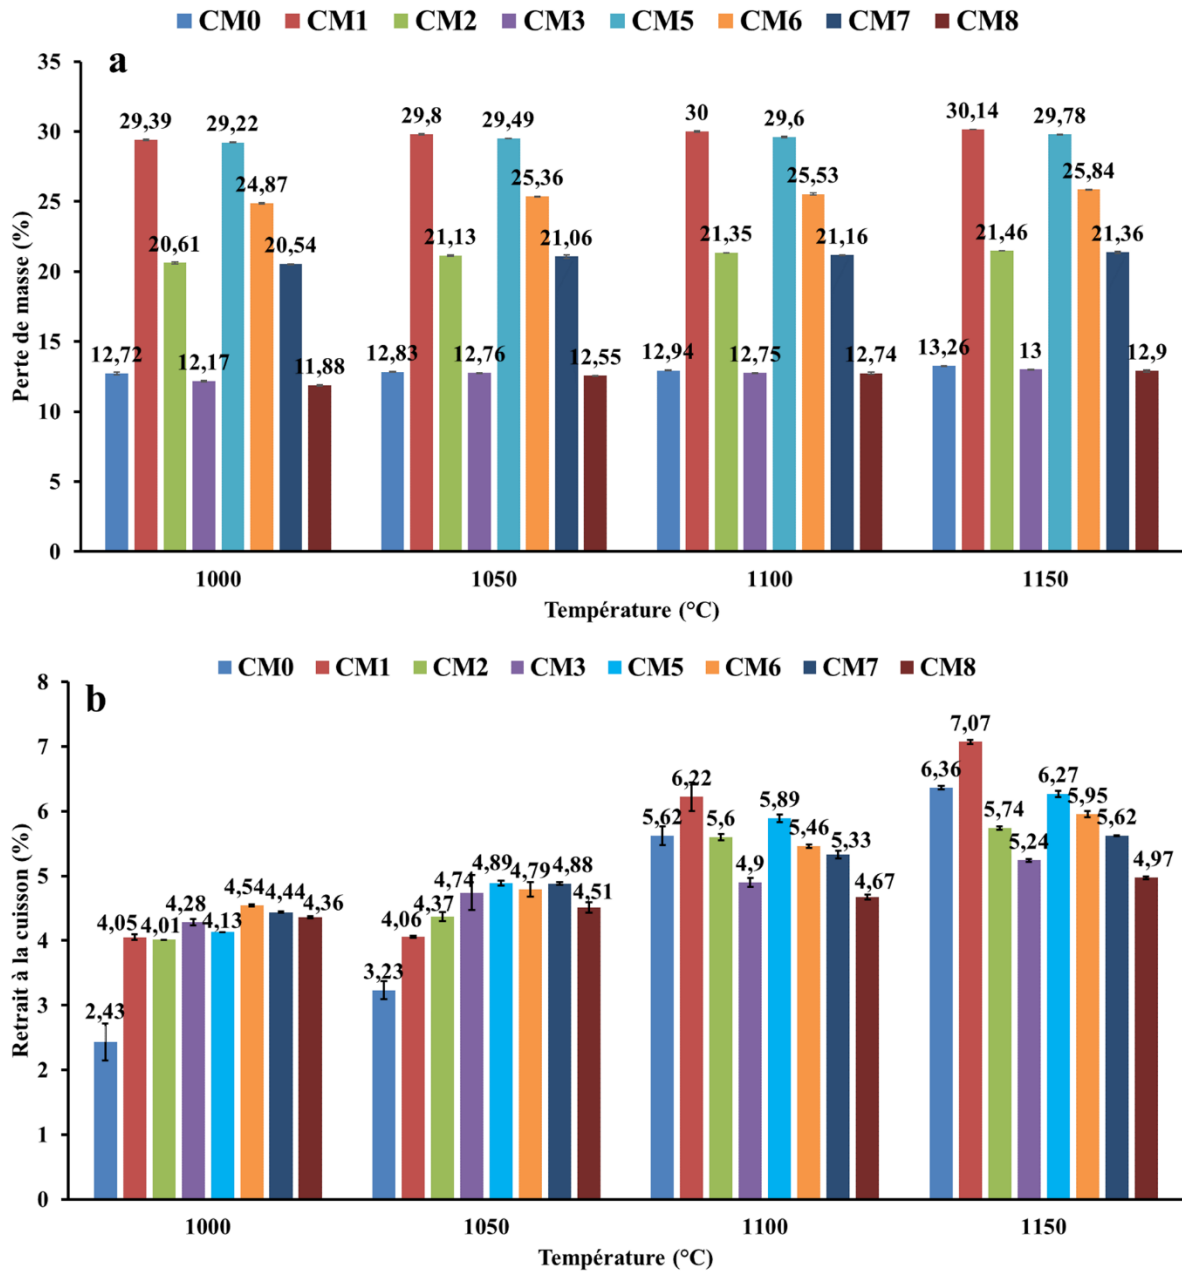 CM0 CM1 CM2 CM3 CM5 CM6 CM7 CM8
a
Perte de masse (%)
35
30
25
20
15
10
5
0
12,72 29,39 20,61 12,17 29,22 24,87 20,54 11,88
12,83 29,8 21,13 12,76 29,49 25,36 21,06 12,55
12,94 30 21,35 12,75 29,6 25,53 21,16 12,74
13,26 30,14 21,46 13 29,78 25,84 21,36 12,9
1000 1050 1100 1150
Température (°C)
CM0 CM1 CM2 CM3 CM5 CM6 CM7 CM8
b
Retrait à la cuisson (%)
8
7
6
5
4
3
2
1
0
2,43 4,05 4,01 4,28 4,13 4,54 4,44 4,36
3,23 4,06 4,37 4,74 4,89 4,79 4,88 4,51
5,62 6,22 5,6 4,9 5,89 5,46 5,33 4,67
6,36 7,07 5,74 5,24 6,27 5,95 5,62 4,97
1000 1050 1100 1150
Température (°C)